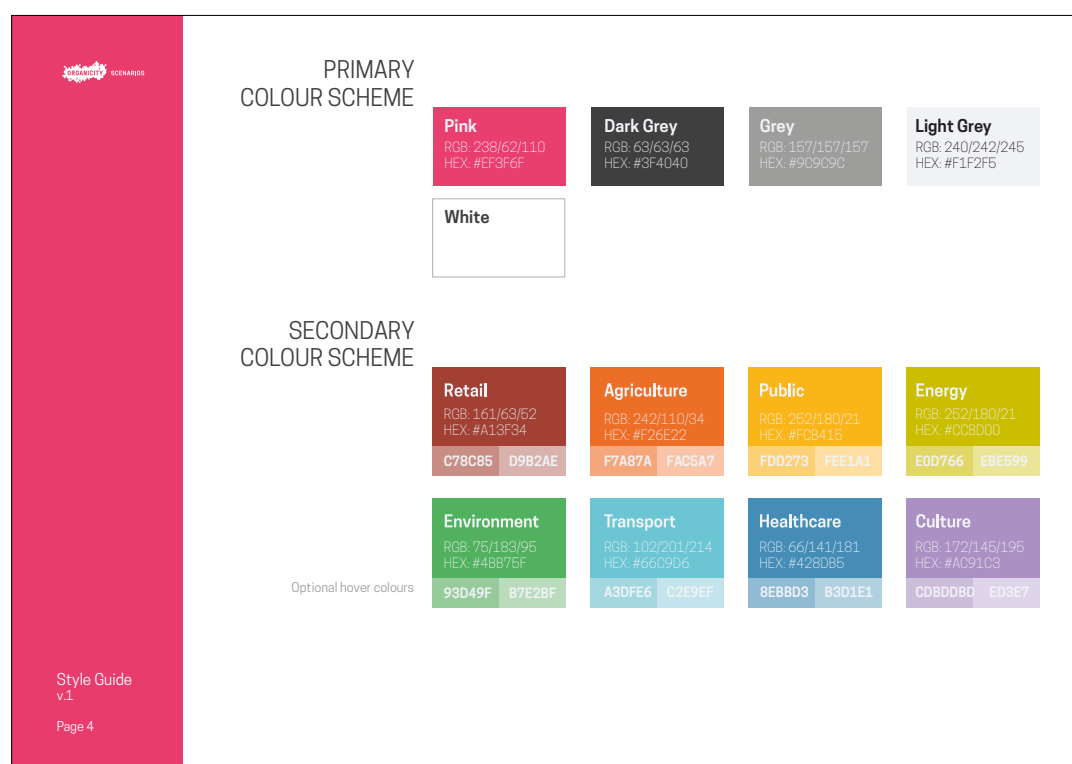 ORGANICITY SCENARIOS
PRIMARY
COLOUR SCHEME
Pink
RGB: 238/62/110
HEX: #EF3F6F
Dark Grey
RGB: 63/63/63
HEX: #3F4040
Grey
RGB: 157/157/157
HEX: #9C9C9C
Light Grey
RGB: 240/242/245
HEX: #F1F2F5
White
SECONDARY
COLOUR SCHEME
Retail
RGB: 161/63/52
HEX: #A13F34
C78C85 D9B2AE
Agriculture
RGB: 242/110/34
HEX: #F26E22
F7A87A FAC5A7
Public
RGB: 252/180/21
HEX: #FCB415
FDD273 FEE1A1
Energy
RGB: 252/180/21
HEX: #CCBD00
E0D766 EBE599
Environment
RGB: 75/183/95
HEX: #4BB75F
Optional hover colours
93D49F B7E2BF
Transport
RGB: 102/201/214
HEX: #66C9D6
A3DFE6 C2E9EF
Healthcare
RGB: 66/141/181
HEX: #428DB5
8EBBD3 B3D1E1
Culture
RGB: 172/145/195
HEX: #AC91C3
CDBDDBD ED3E7
Style Guide
v.1
Page 4